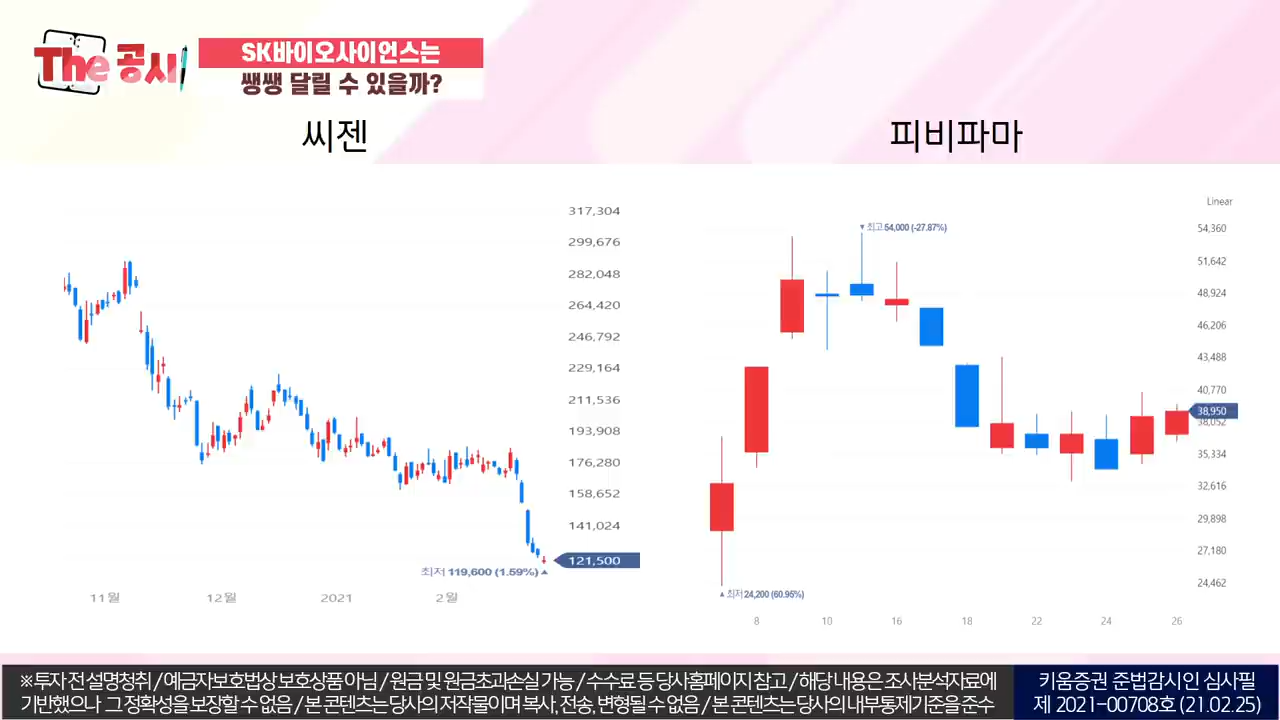 The 공시
SK바이오사이언스는
쌩쌩 달릴 수 있을까?
씨젠
피비파마
317,304
299,676
282,048
264,420
246,792
229,164
211,536
193,908
176,280
158,652
141,024
121,500
최저 119,600 (1.59%) ▲
11월 12월 2021 2월
Linear
▼ 최고 54,000 (-27.87%)
54,360
51,642
48,924
46,206
43,488
40,770
38,950
38,052
35,334
32,616
29,898
27,180
24,462
▲ 최저 24,200 (60.95%)
8 10 16 18 22 24 26
※투자 전 설명청취 / 예금자보호법상 보호상품 아님 / 원금 및 원금초과손실 가능 / 수수료 등 당사홈페이지 참고 / 해당 내용은 조사분석자료에
기반했으나 그 정확성을 보장할 수 없음 / 본 콘텐츠는 당사의 저작물이며 복사, 전송, 변형될 수 없음 / 본 콘텐츠는 당사의 내부통제기준을 준수
키움증권 준법감시인 심사필
제 2021-00708호 (21.02.25)